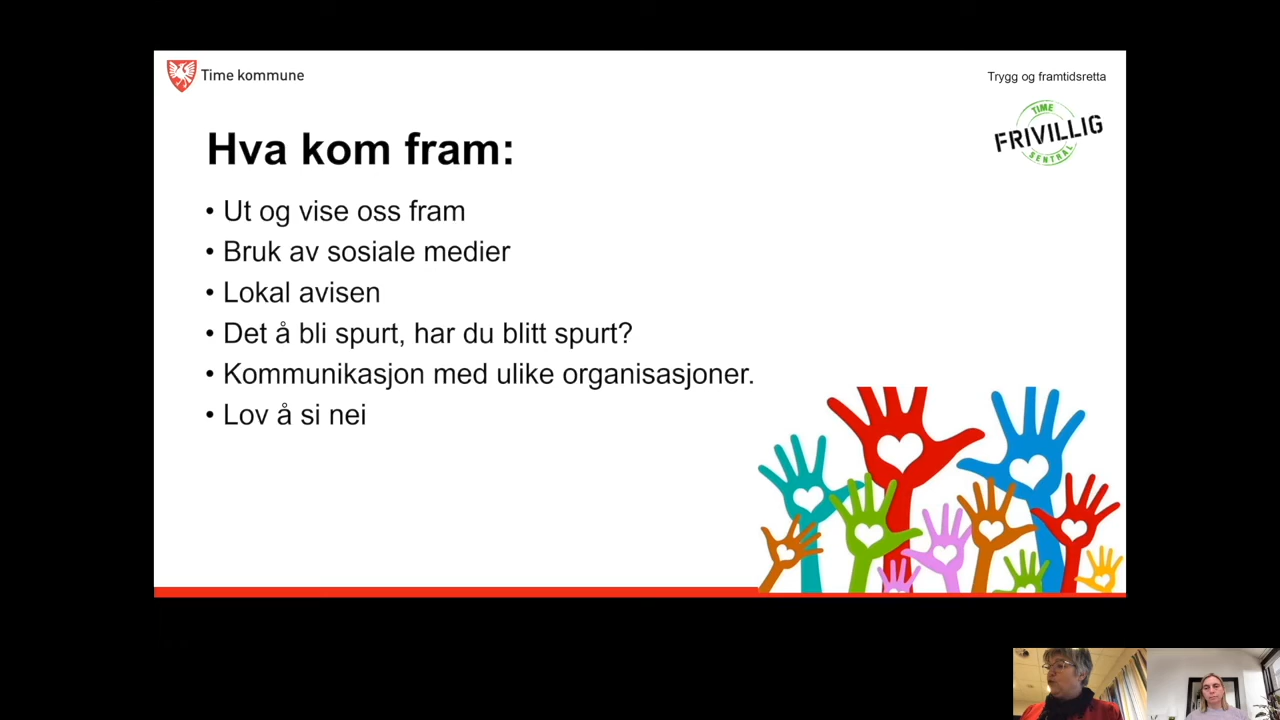 Time kommune
Trygg og framtidsretta
TIME
FRIVILLIG
SENTRAL
Hva kom fram:
• Ut og vise oss fram
• Bruk av sosiale medier
• Lokal avisen
• Det å bli spurt, har du blitt spurt?
• Kommunikasjon med ulike organisasjoner.
• Lov å si nei